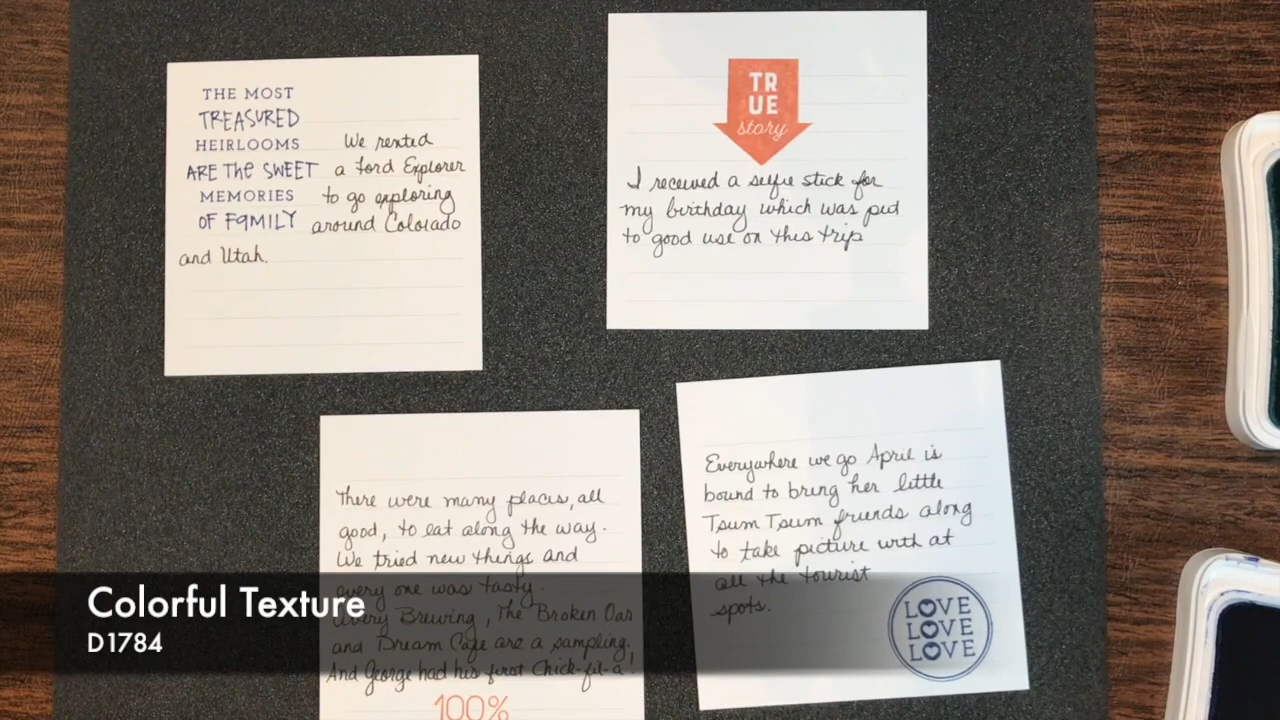 THE MOST
TREASURED
HEIRLOOMS
ARE THE SWEET
MEMORIES
OF FAMILY
We rented
a Ford Explorer
to go exploring
around Colorado
and Utah.
TR
UE
story
I received a selfie stick for
my birthday which was put
to good use on this trip
There were many places, all
good, to eat along the way.
We tried new things and
every one was tasty.
Avery Brewing, The Broken Oar
and Dream Cafe are a sampling.
And George had his first Chick-fil-a!
100%
Everywhere we go April is
bound to bring her little
Tsum Tsum friends along
to take picture with at
all the tourist
spots.
LOVE
LOVE
LOVE
Colorful Texture
D1784